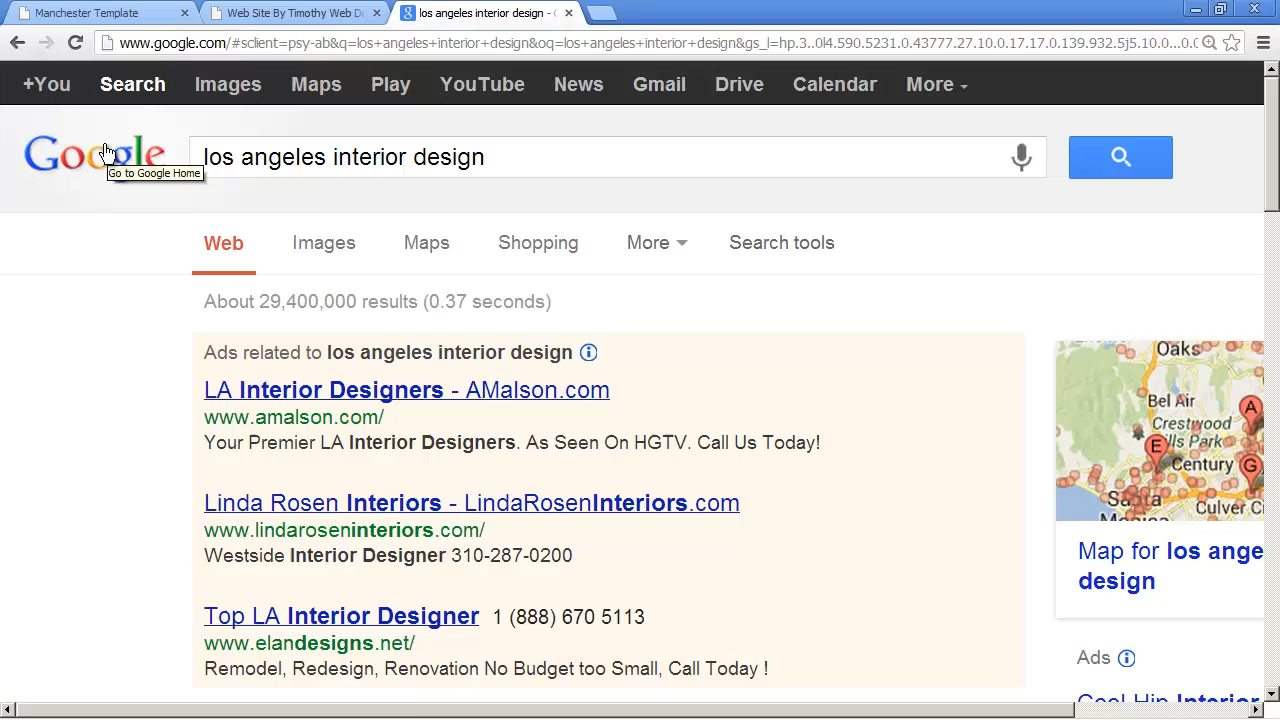 Manchester Template
Web Site By Timothy Web De
los angeles interior design - G
www.google.com/#sclient=psy-ab&q=los+angeles+interior+design&oq=los+angeles+interior+design&gs_l=hp.3..0l4.590.5231.0.43777.27.10.0.17.17.0.139.932.5j5.10.0...0.0
+You Search Images Maps Play YouTube News Gmail Drive Calendar More
Google
los angeles interior design
Go to Google Home
Web Images Maps Shopping More Search tools
About 29,400,000 results (0.37 seconds)
Ads related to los angeles interior design
LA Interior Designers - AMalson.com
www.amalson.com/
Your Premier LA Interior Designers. As Seen On HGTV. Call Us Today!
Linda Rosen Interiors - LindaRosenInteriors.com
www.lindaroseninteriors.com/
Westside Interior Designer 310-287-0200
Top LA Interior Designer 1 (888) 670 5113
www.elandesigns.net/
Remodel, Redesign, Renovation No Budget too Small, Call Today !
Oaks
Bel Air
A
Crestwood
Hills Park
E
Century
G
Santa
Monica
Culver Ci
Map for los ange
design
Ads
Cool Hip Interior